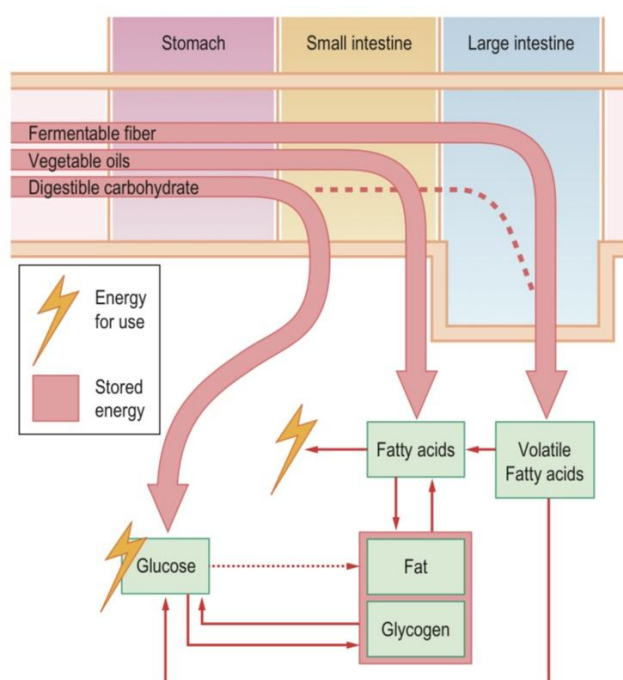 Stomach
Small intestine
Large intestine
Fermentable fiber
Vegetable oils
Digestible carbohydrate
Energy
for use
Stored
energy
Fatty acids
Volatile
Fatty acids
Glucose
Fat
Glycogen